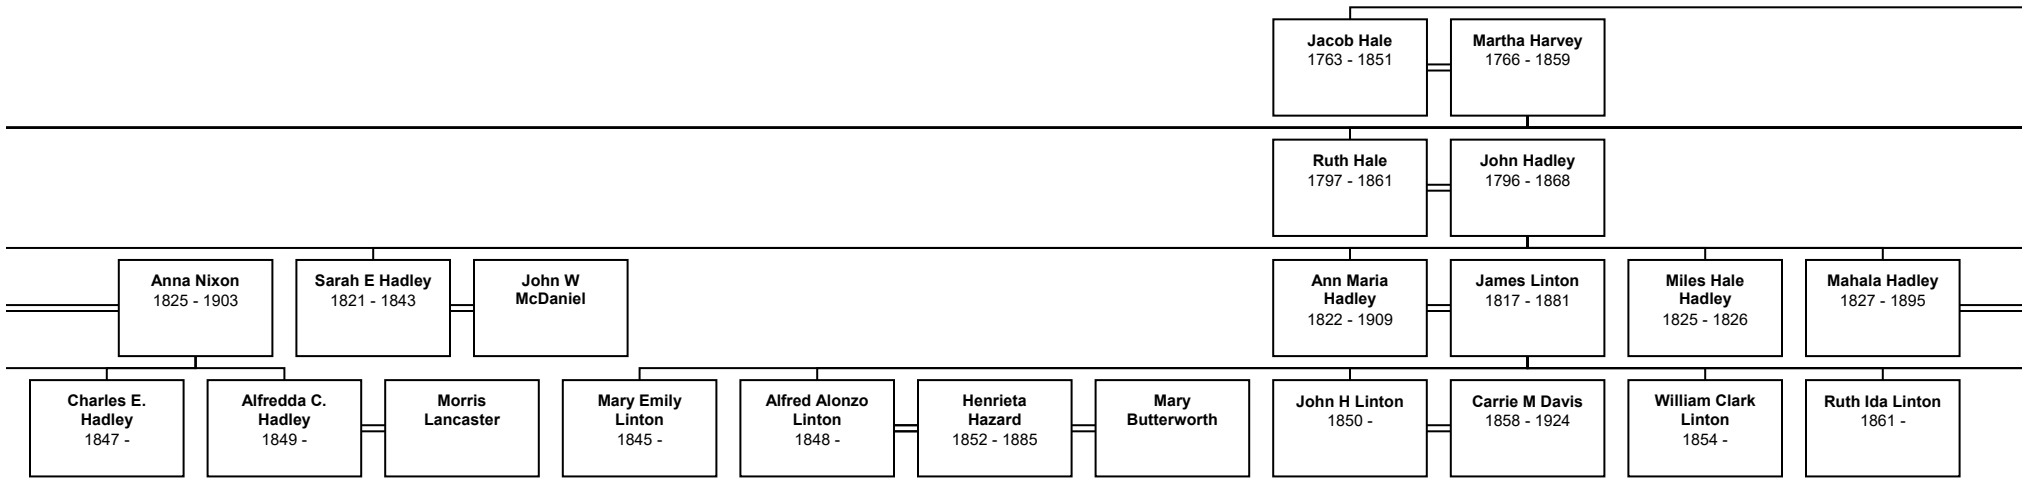 Jacob Hale
1763 - 1851
Martha Harvey
1766 - 1859
Ruth Hale
1797 - 1861
John Hadley
1796 - 1868
Anna Nixon
1825 - 1903
Sarah E Hadley
1821 - 1843
John W
McDaniel
Ann Maria
Hadley
1822 - 1909
James Linton
1817 - 1881
Miles Hale
Hadley
1825 - 1826
Mahala Hadley
1827 - 1895
Charles E.
Hadley
1847 -
Alfredda C.
Hadley
1849 -
Morris
Lancaster
Mary Emily
Linton
1845 -
Alfred Alonzo
Linton
1848 -
Henrieta
Hazard
1852 - 1885
Mary
Butterworth
John H Linton
1850 -
Carrie M Davis
1858 - 1924
William Clark
Linton
1854 -
Ruth Ida Linton
1861 -